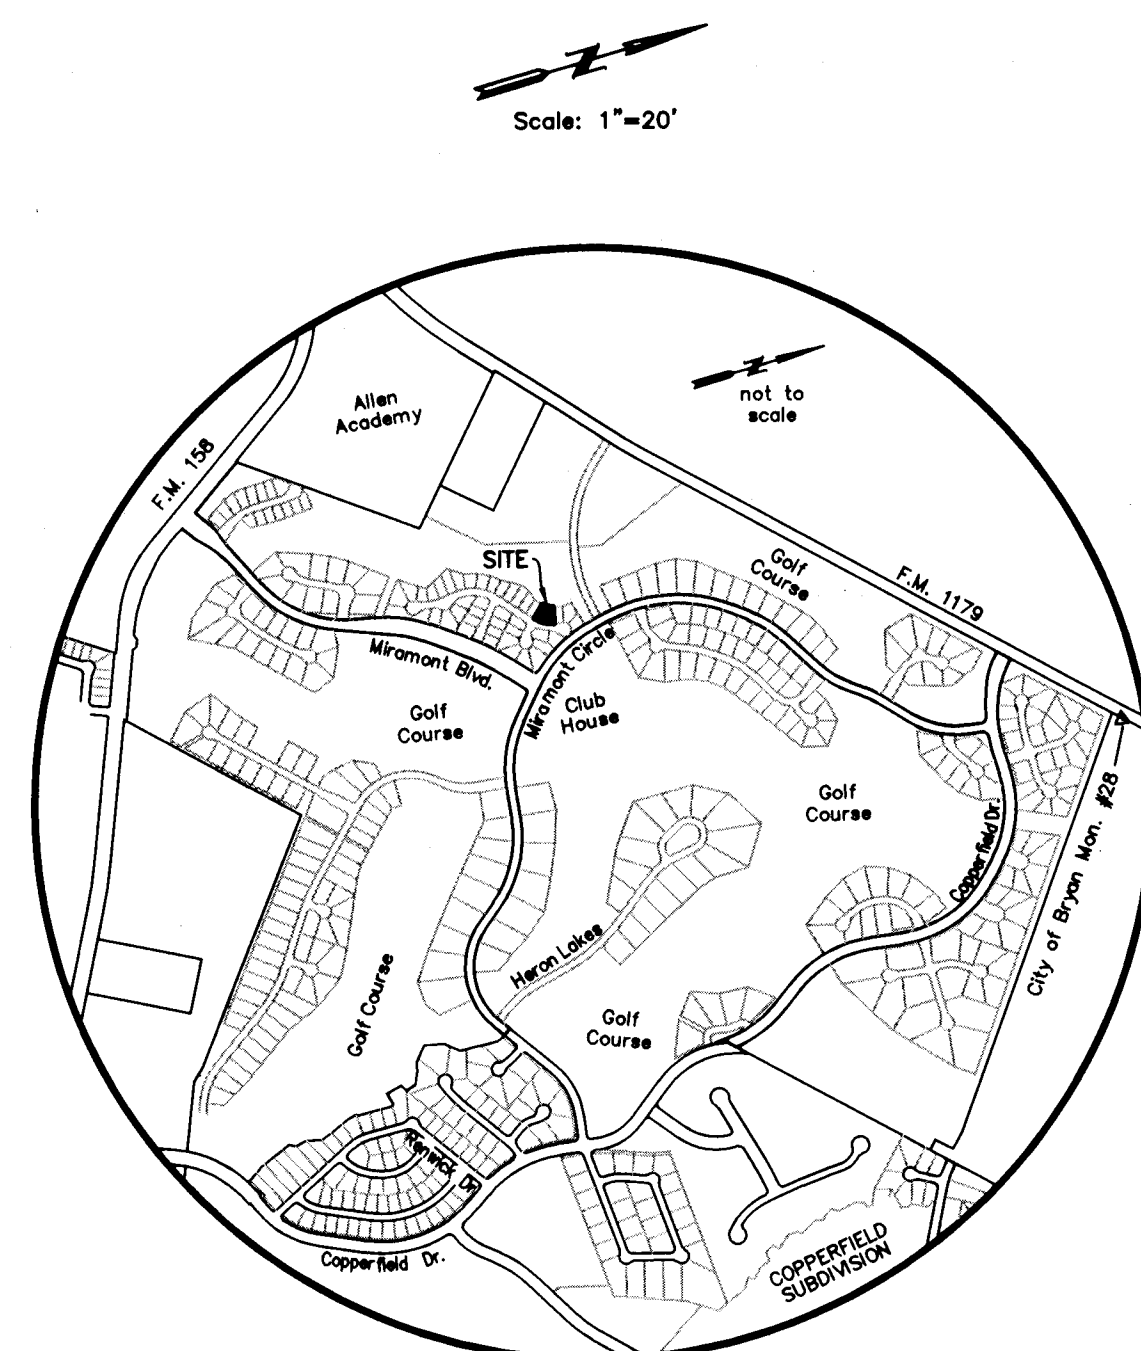 N
Scale: 1"=20'
N
not to
scale
Allen
Academy
F.M. 158
SITE
Golf
Course
F.M. 1179
Miramont Blvd.
Miramont Circle
Club
House
Golf
Course
Golf
Course
Copperfield Dr.
City of Bryan Mon. #28
Heron Lakes
Golf Course
Golf
Course
Renwick Dr.
Copperfield Dr.
COPPERFIELD
SUBDIVISION